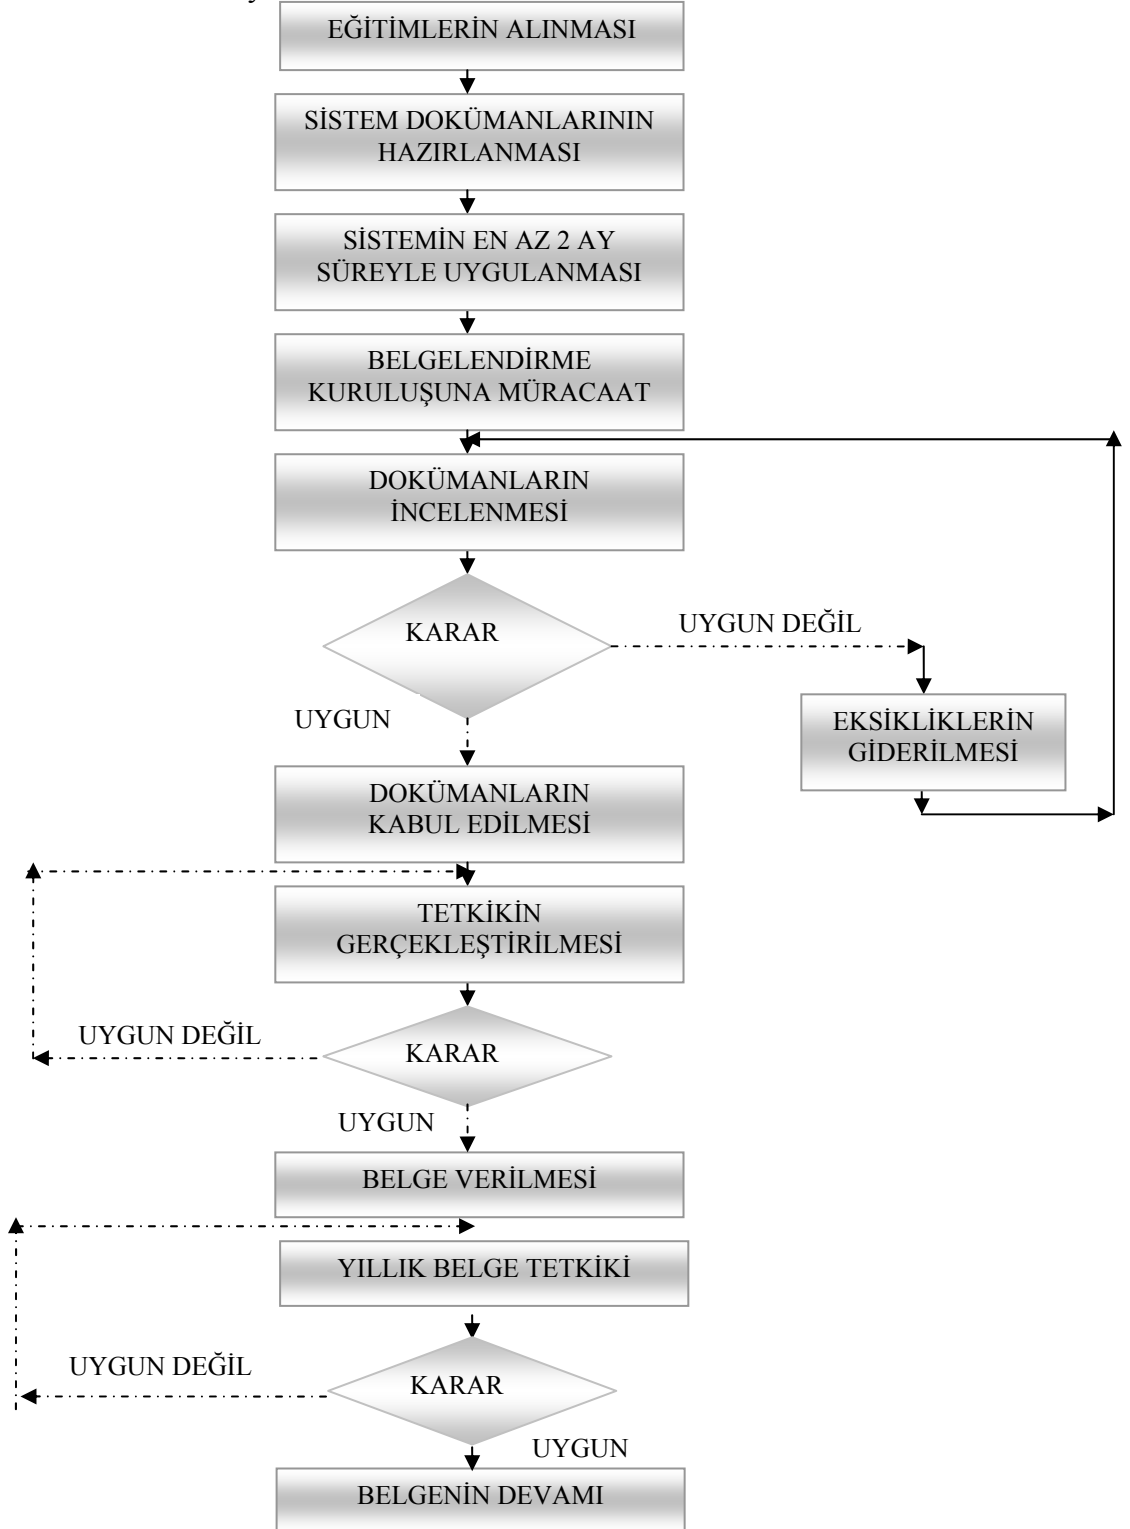 EĞİTİMLERİN ALINMASI
SİSTEM DOKÜMANLARININ
HAZIRLANMASI
SİSTEMİN EN AZ 2 AY
SÜREYLE UYGULANMASI
BELGELENDİRME
KURULUŞUNA MÜRACAAT
DOKÜMANLARIN
İNCELENMESİ
KARAR
UYGUN DEĞİL
UYGUN
EKSİKLİKLERİN
GİDERİLMESİ
DOKÜMANLARIN
KABUL EDİLMESİ
TETKİKİN
GERÇEKLEŞTİRİLMESİ
UYGUN DEĞİL
KARAR
UYGUN
BELGE VERİLMESİ
YILLIK BELGE TETKİKİ
UYGUN DEĞİL
KARAR
UYGUN
BELGENİN DEVAMI